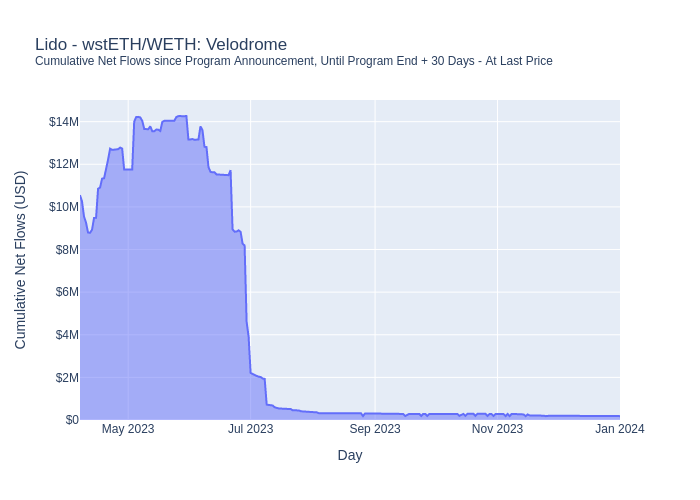 Lido - wstETH/WETH: Velodrome
Cumulative Net Flows since Program Announcement, Until Program End + 30 Days - At Last Price
Cumulative Net Flows (USD)
$14M
$12M
$10M
$8M
$6M
$4M
$2M
$0
May 2023
Jul 2023
Sep 2023
Nov 2023
Jan 2024
Day